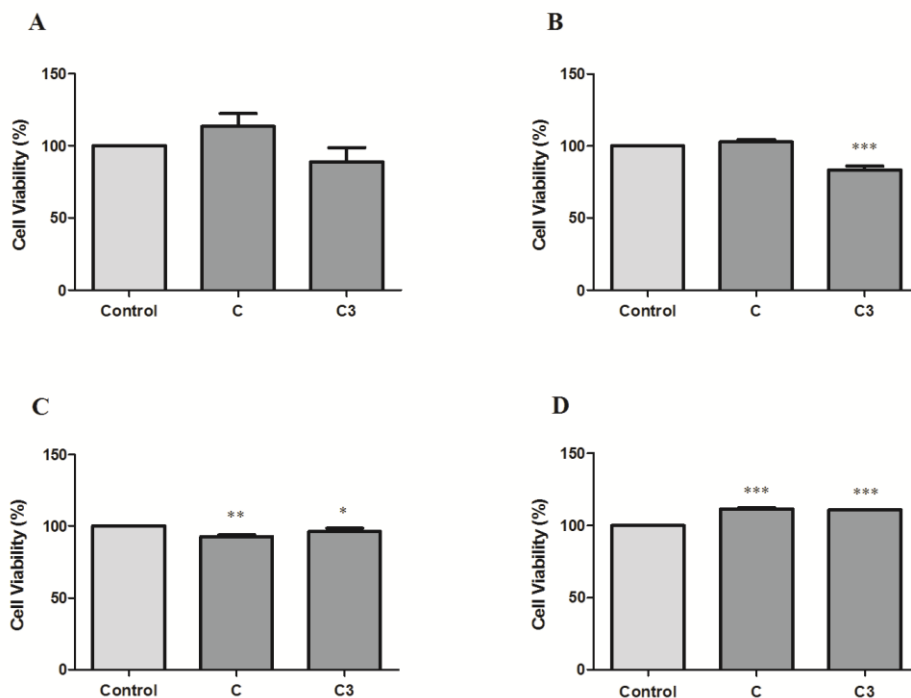 A
Cell Viability (%)
150
100
50
0
Control C C3
B
Cell Viability (%)
150
100
50
0
***
Control C C3
C
Cell Viability (%)
150
100
50
0
** *
Control C C3
D
Cell Viability (%)
150
100
50
0
*** ***
Control C C3